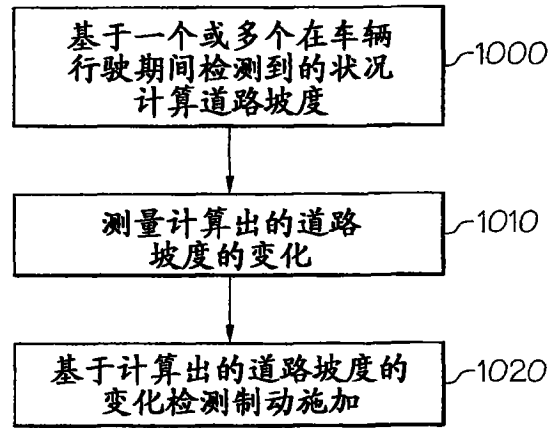 基于一个或多个在车辆
行驶期间检测到的状况
计算道路坡度
1000
测量计算出的道路
坡度的变化
1010
基于计算出的道路坡度的
变化检测制动施加
1020